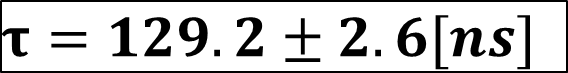 τ = 129.2 ± 2.6[ns]